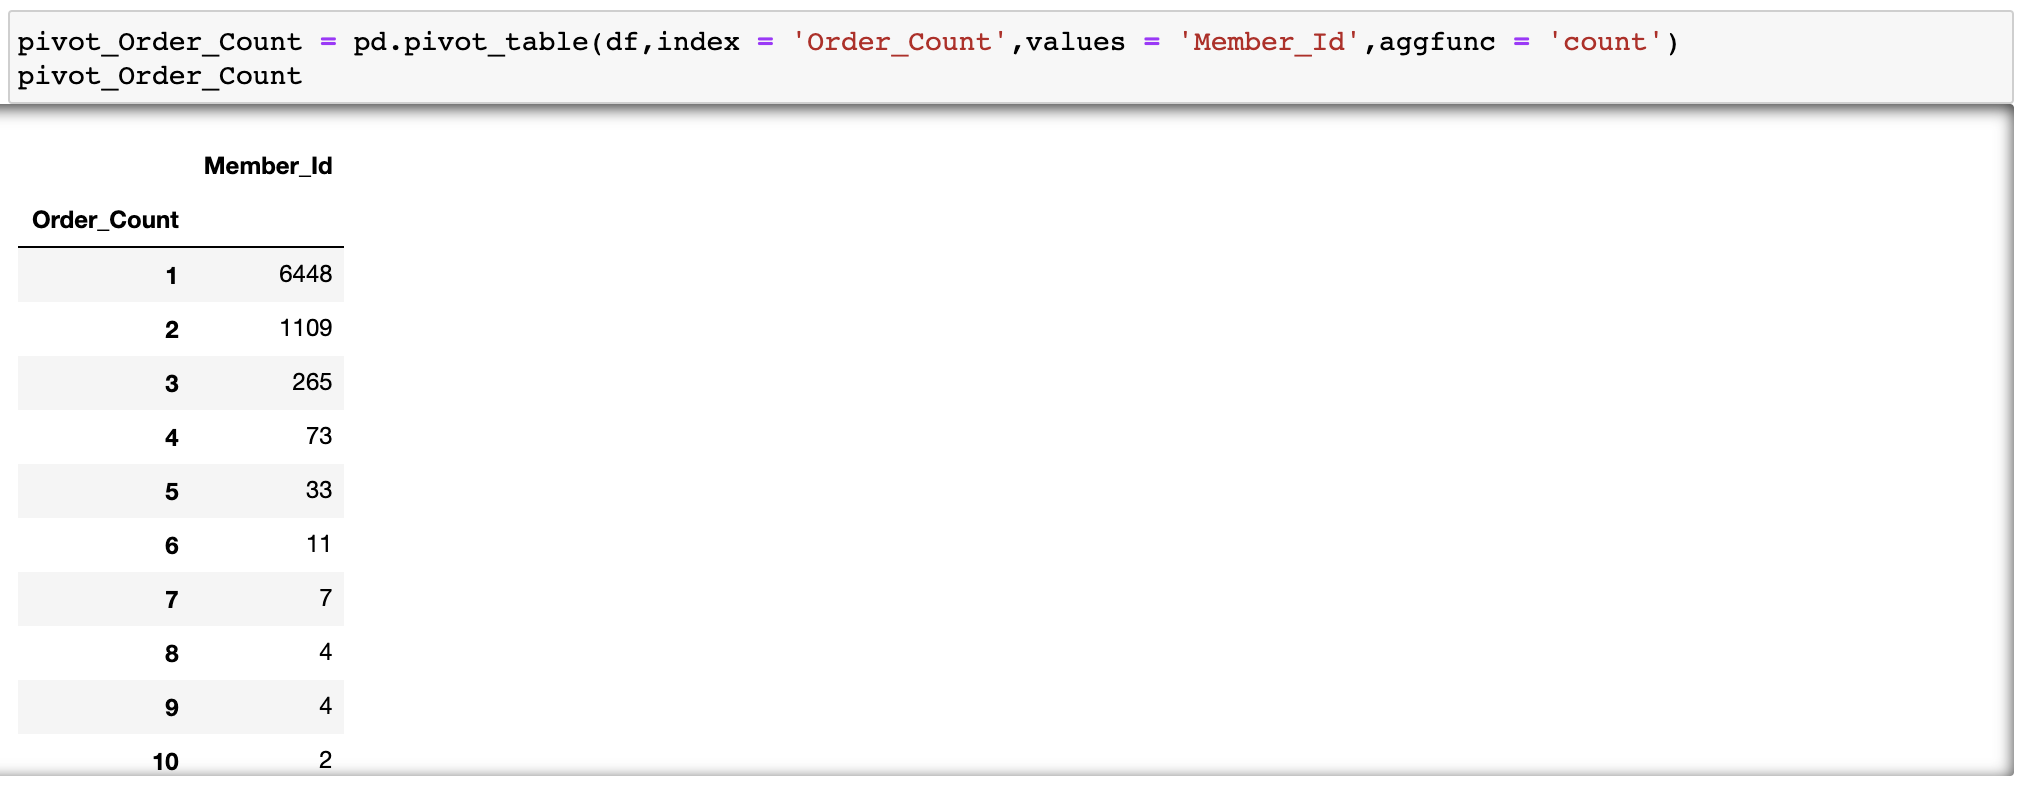 pivot_Order_Count = pd.pivot_table(df,index = 'Order_Count',values = 'Member_Id',aggfunc = 'count')
pivot_Order_Count
Member_Id
Order_Count
1 6448
2 1109
3 265
4 73
5 33
6 11
7 7
8 4
9 4
10 2